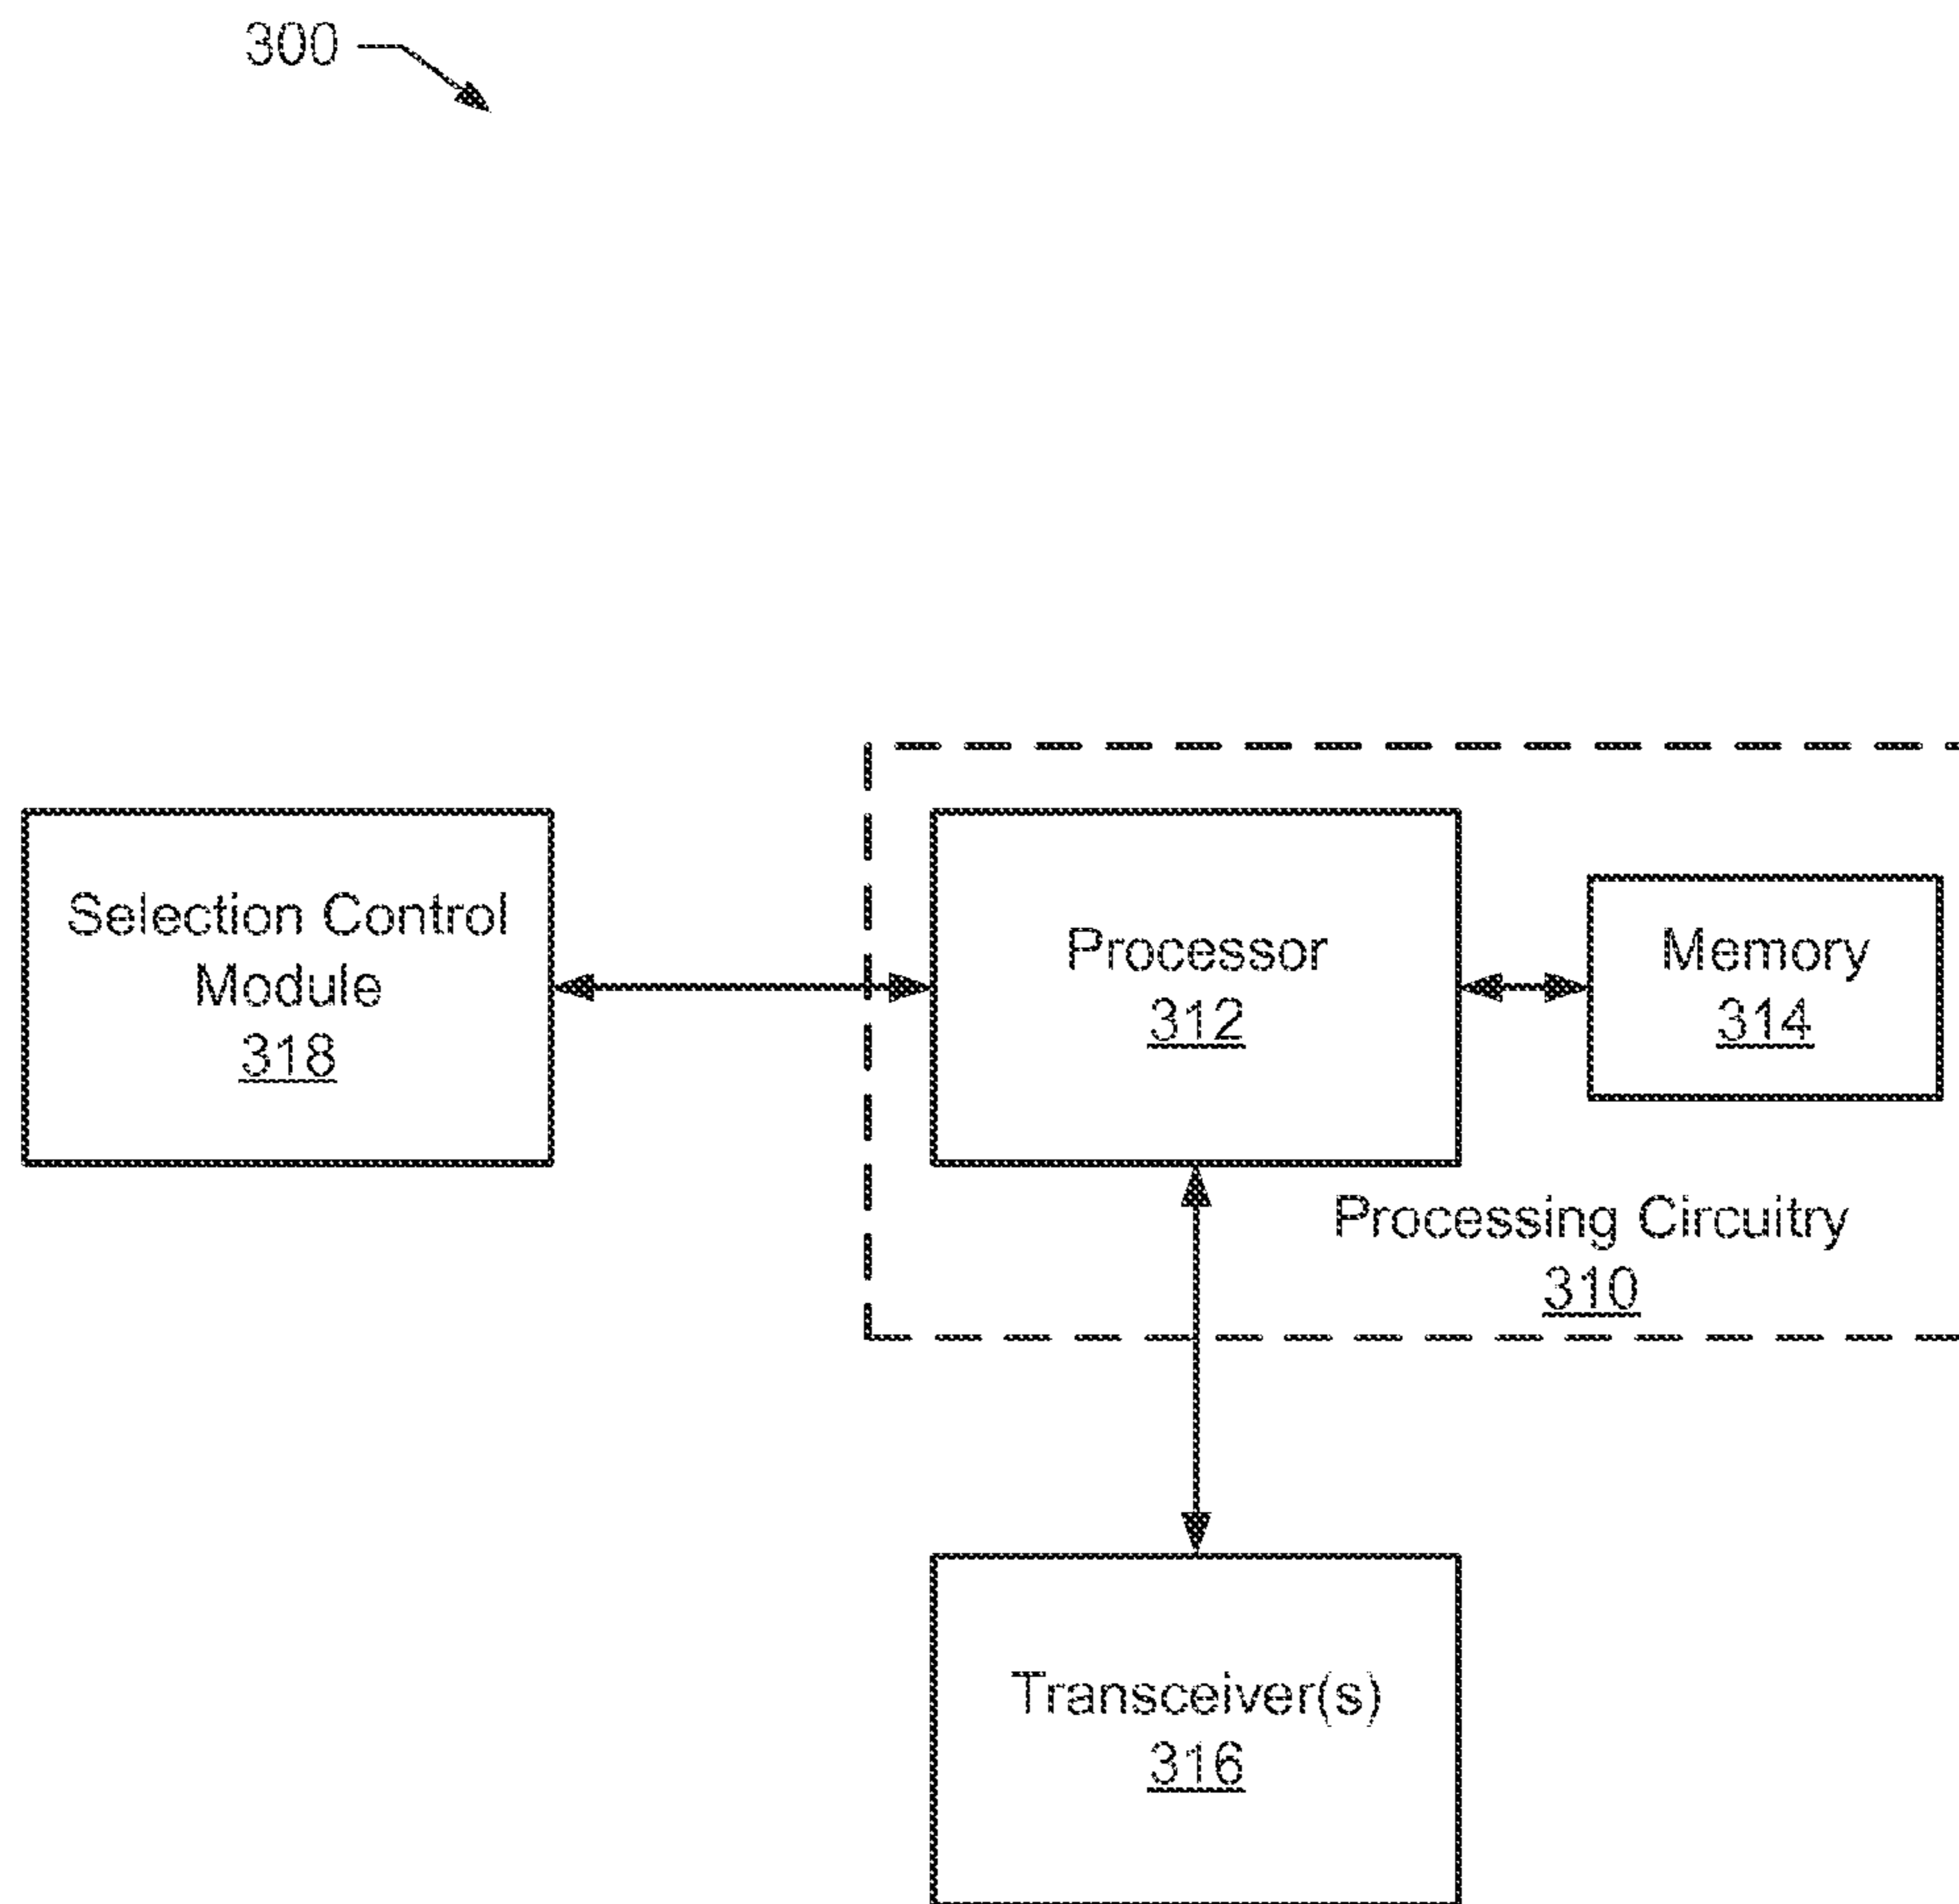 300
Selection Control
Module
318
Processor
312
Memory
314
Processing Circuitry
310
Transceiver(s)
316